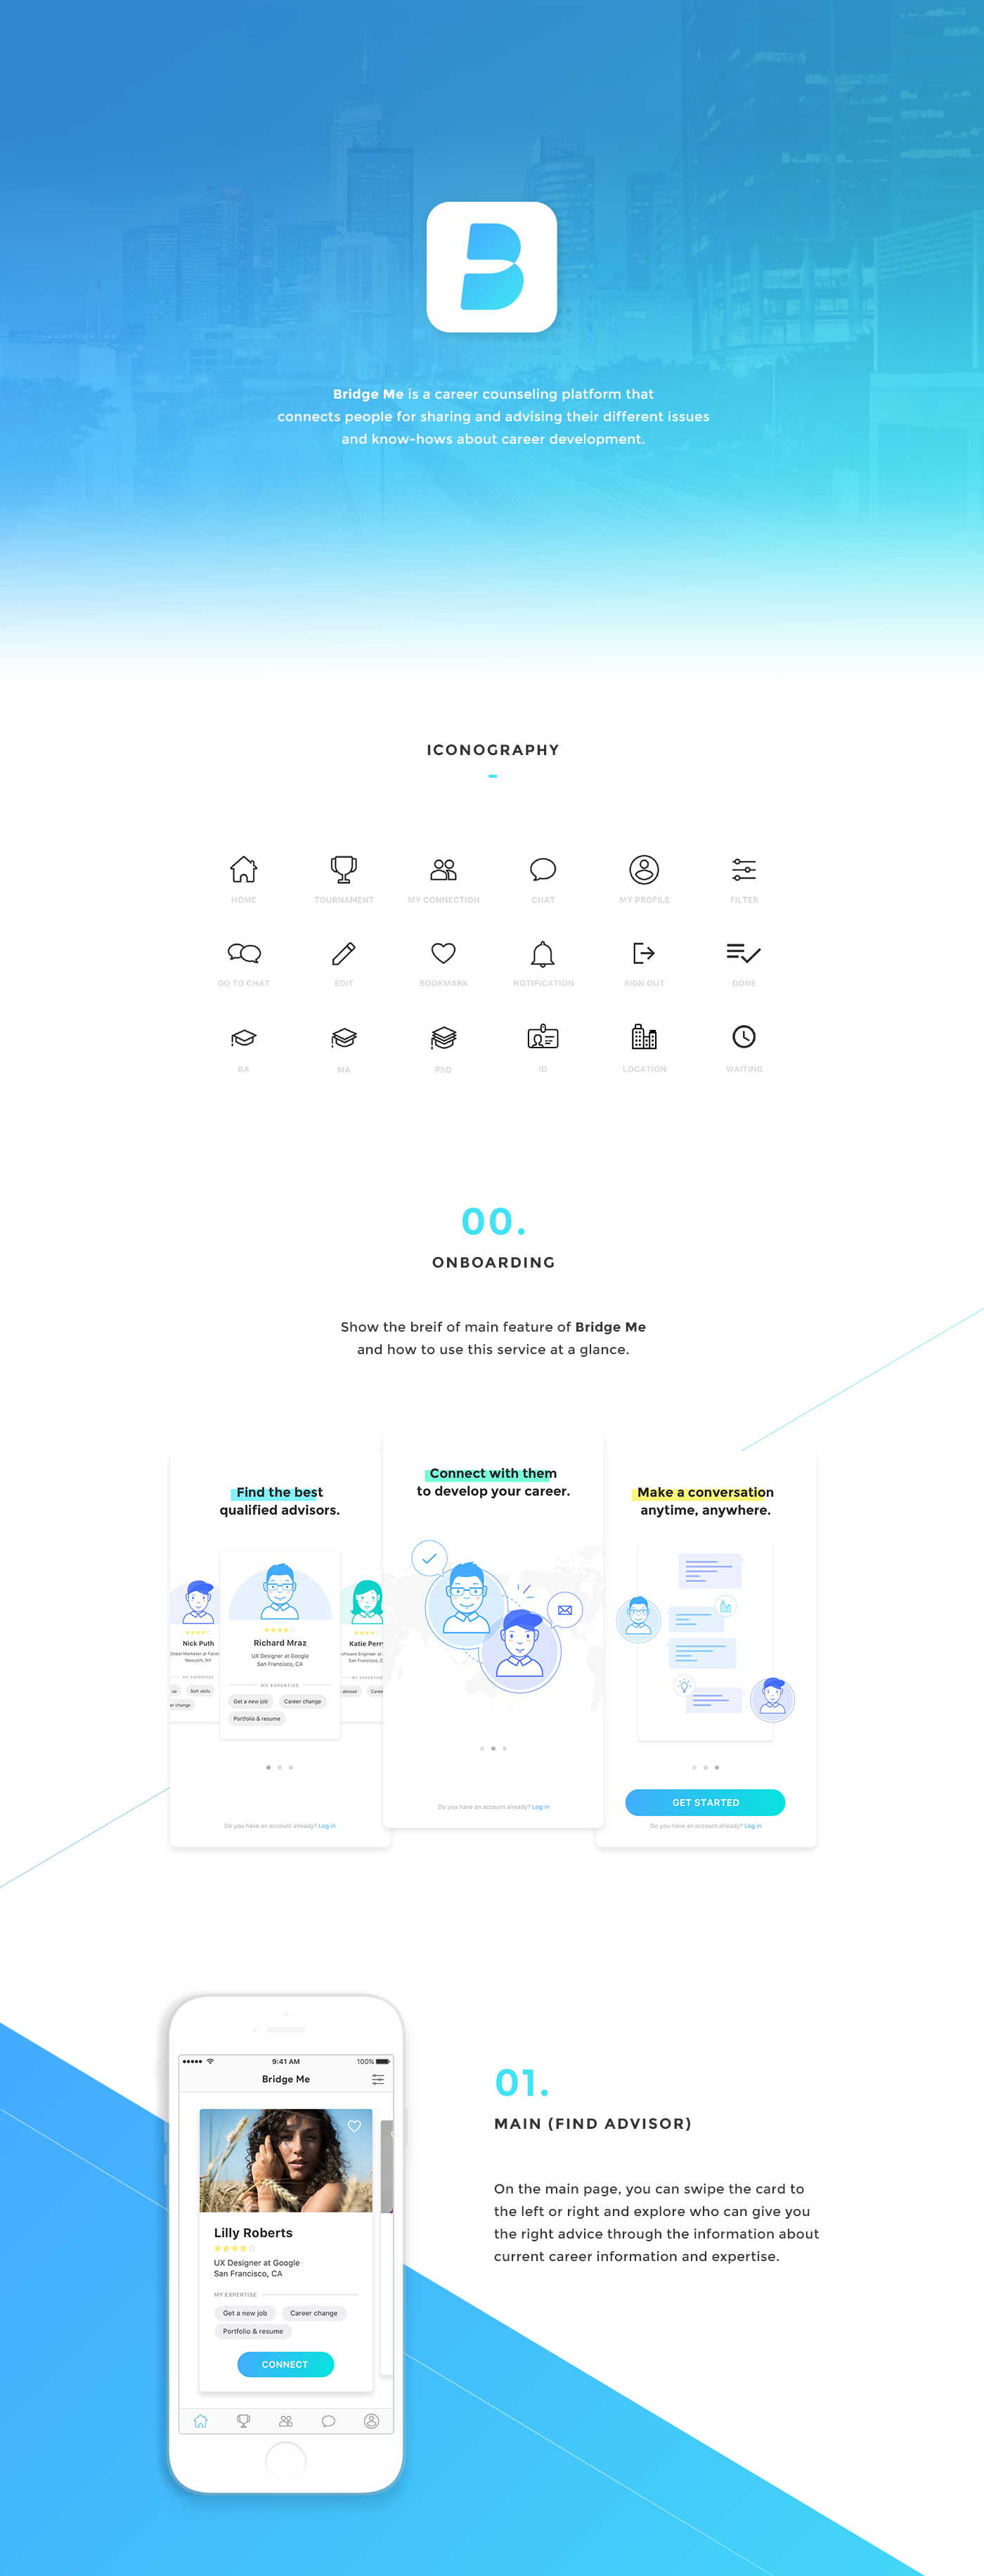 B
Bridge Me is a career counseling platform that
connects people for sharing and advising their different issues
and know-hows about career development.
ICONOGRAPHY
HOME
TOURNAMENT
MY CONNECTION
CHAT
MY PROFILE
FILTER
GO TO CHAT
EDIT
BOOKMARK
NOTIFICATION
SIGN OUT
DONE
BA
MA
PhD
ID
LOCATION
WAITING
00.
ONBOARDING
Show the breif of main feature of Bridge Me
and how to use this service at a glance.
Find the best
qualified advisors.
Nick Puth
Global Marketer at Face
Newyork, NY
MY EXPERTISE
up
Soft skills
er change
Richard Mraz
UX Designer at Google
San Francisco, CA
MY EXPERTISE
Get a new job
Career change
Portfolio & resume
Katie Perry
oftware Engineer at
San Francisco, C
MY EXPERTISE
abroad
Caree
Do you have an account already? Log in
Connect with them
to develop your career.
Do you have an account already? Log in
Make a conversation
anytime, anywhere.
GET STARTED
Do you have an account already? Log in
9:41 AM
100%
Bridge Me
Lilly Roberts
UX Designer at Google
San Francisco, CA
MY EXPERTISE
Get a new job
Career change
Portfolio & resume
CONNECT
01.
MAIN (FIND ADVISOR)
On the main page, you can swipe the card to
the left or right and explore who can give you
the right advice through the information about
current career information and expertise.